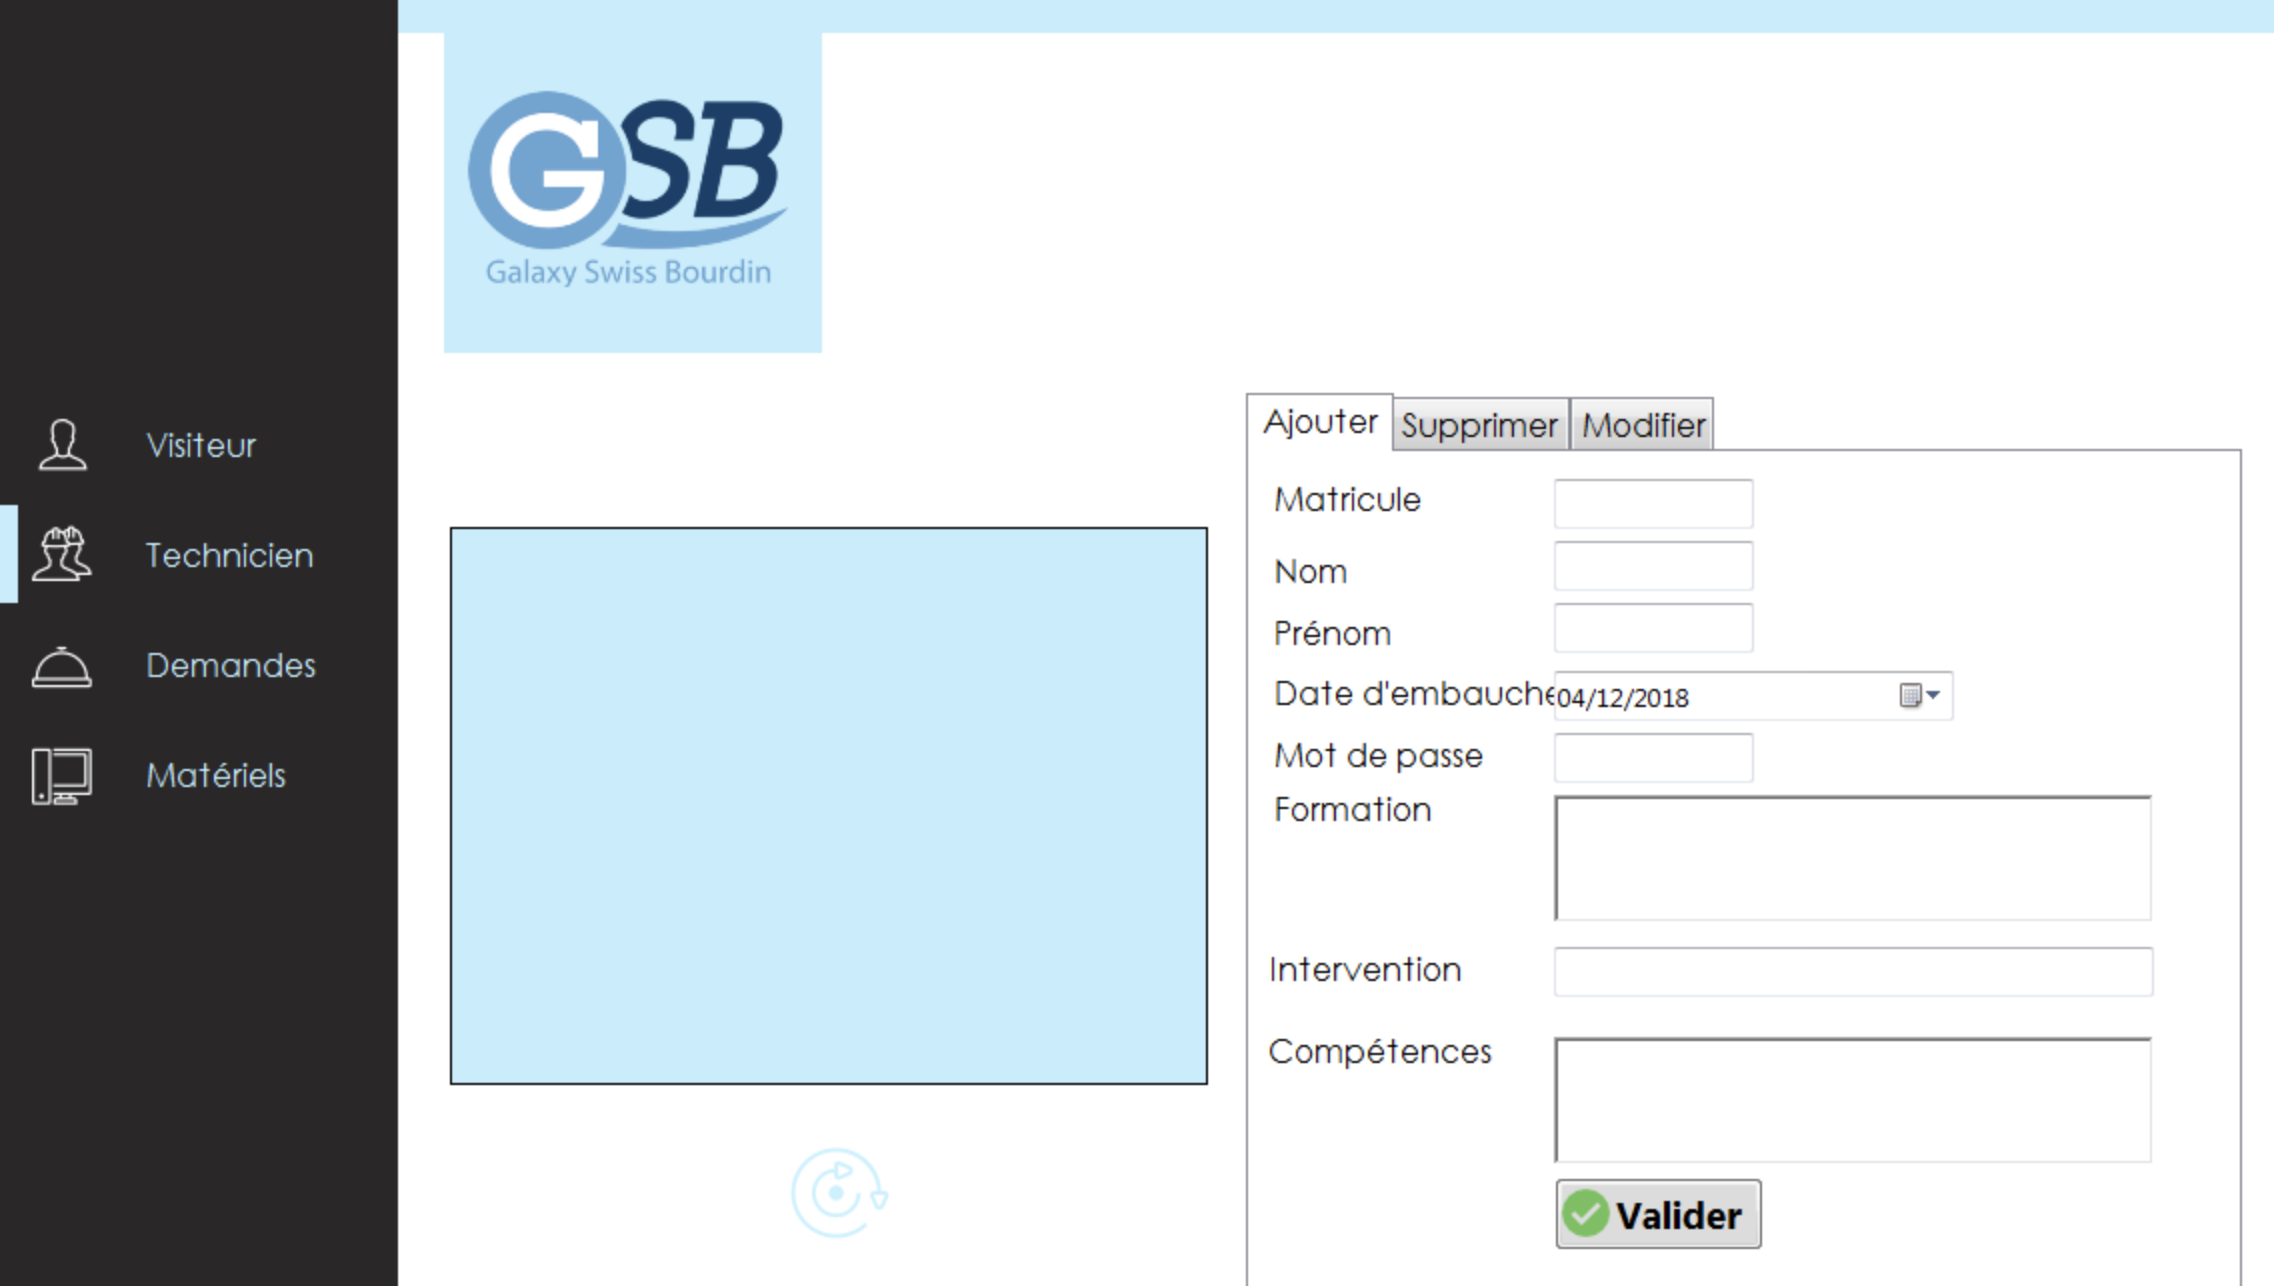 GSB
Galaxy Swiss Bourdin
Visiteur
Technicien
Demandes
Matériels
Ajouter Supprimer Modifier
Matricule
Nom
Prénom
Date d'embauche 04/12/2018
Mot de passe
Formation
Intervention
Compétences
Valider